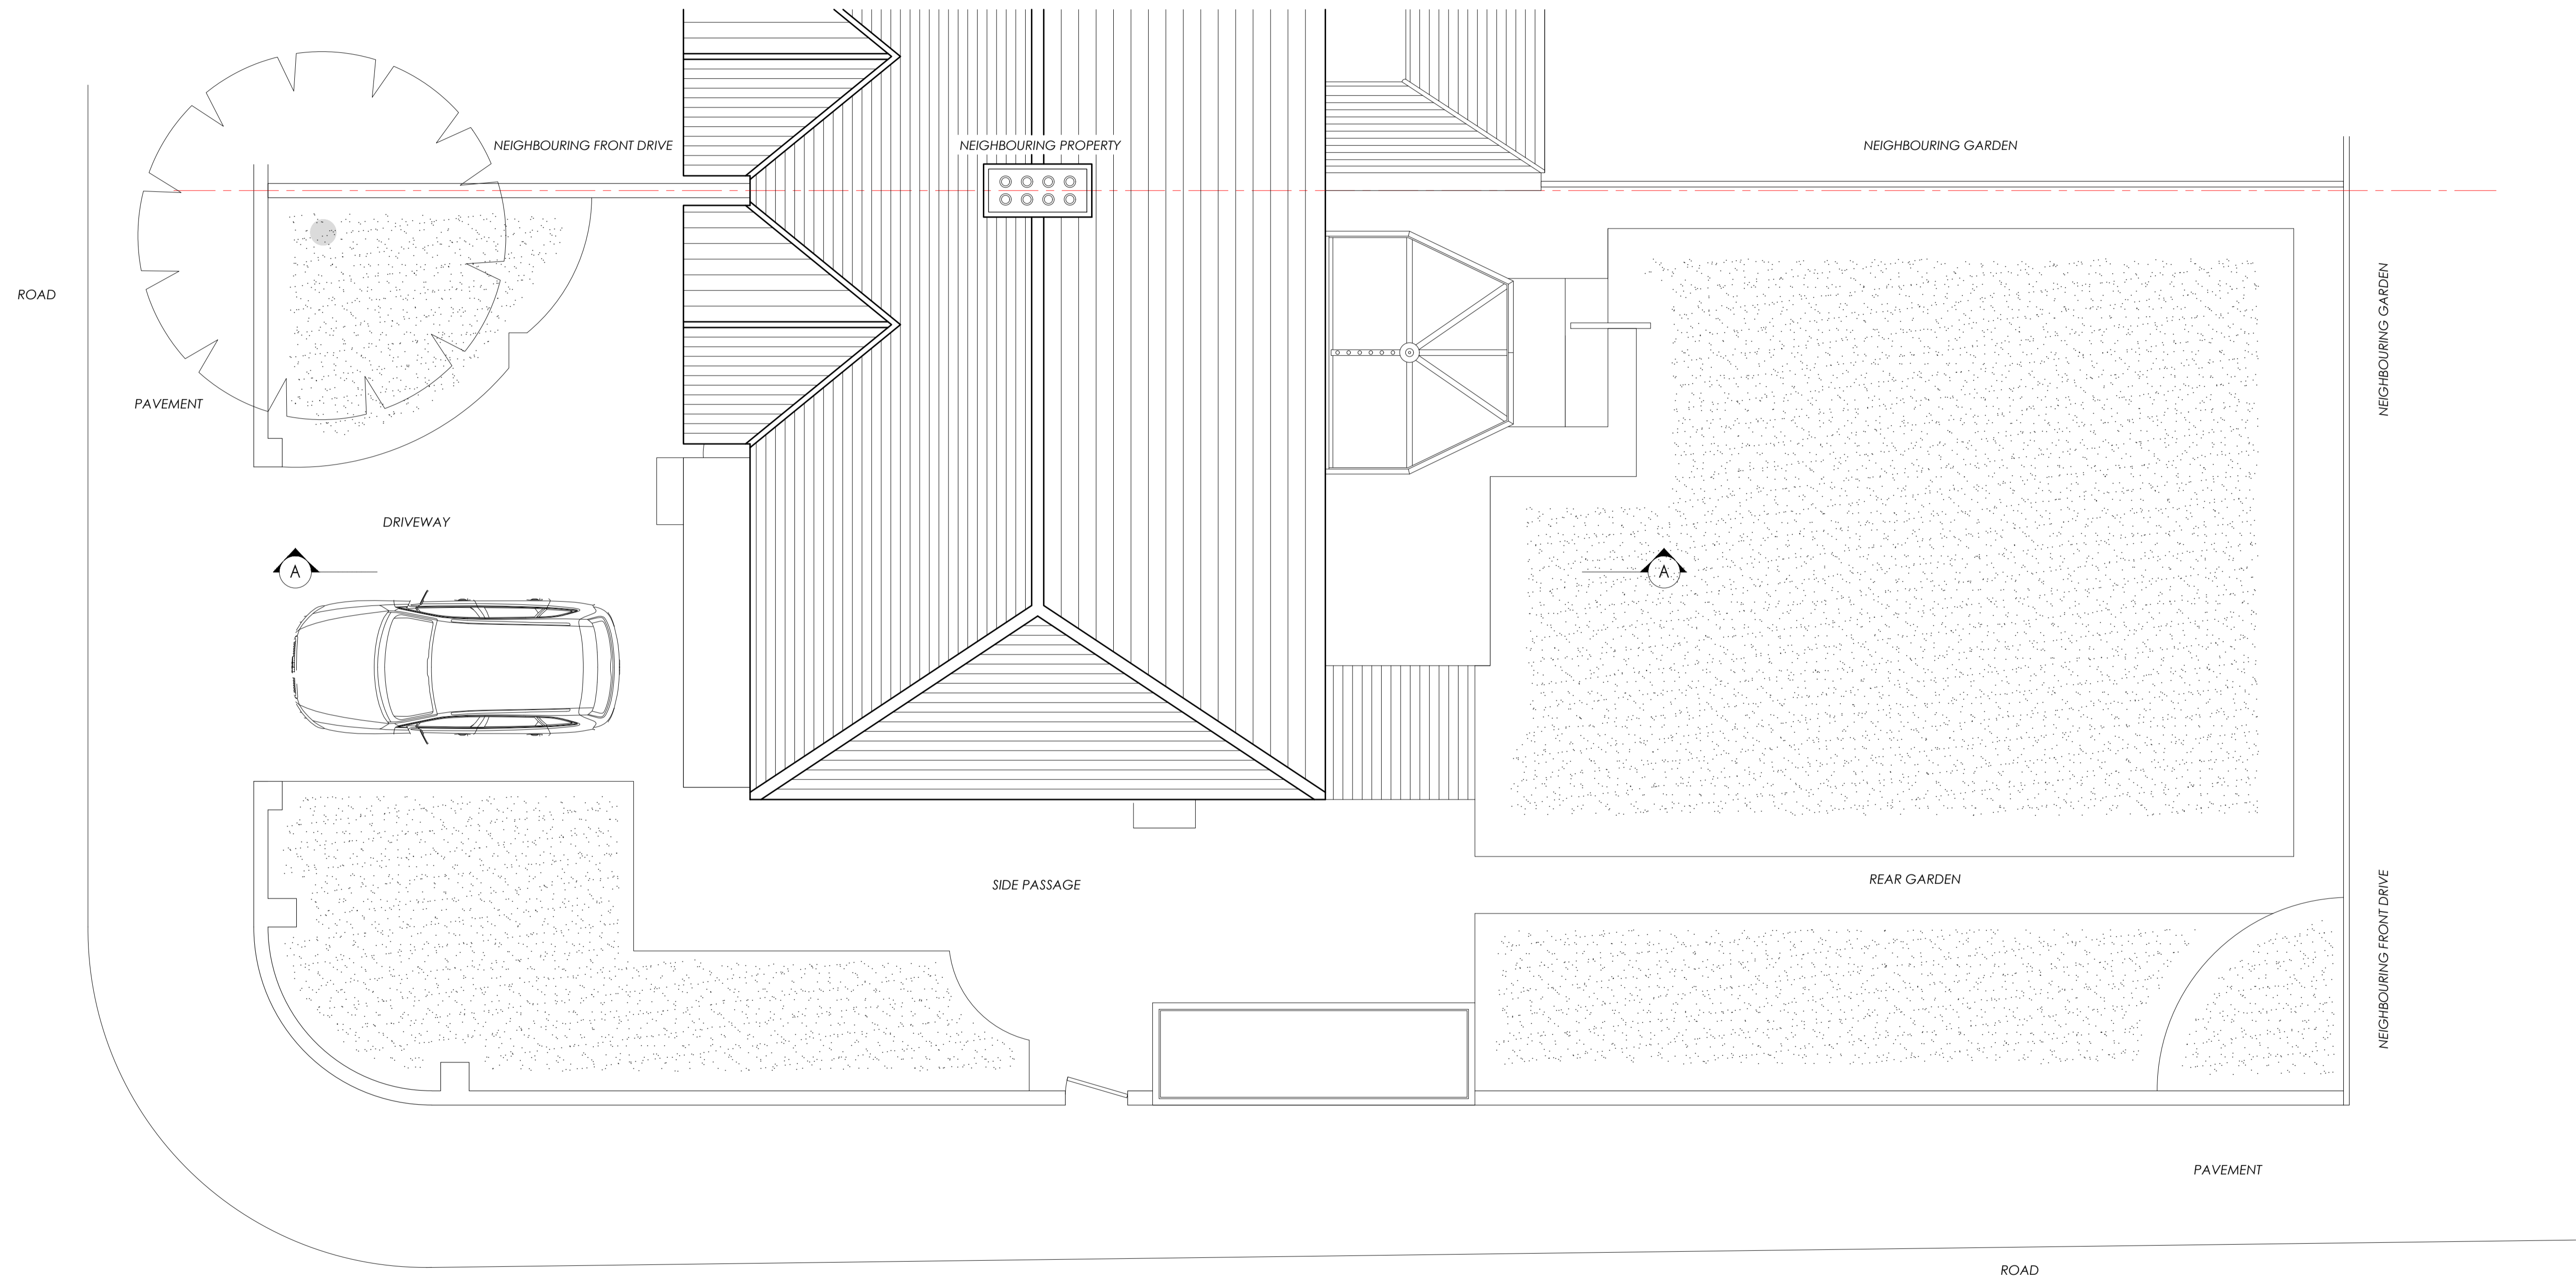 NEIGHBOURING FRONT DRIVE
NEIGHBOURING PROPERTY
NEIGHBOURING GARDEN
ROAD
NEIGHBOURING GARDEN
PAVEMENT
DRIVEWAY
A
A
SIDE PASSAGE
REAR GARDEN
NEIGHBOURING FRONT DRIVE
PAVEMENT
ROAD